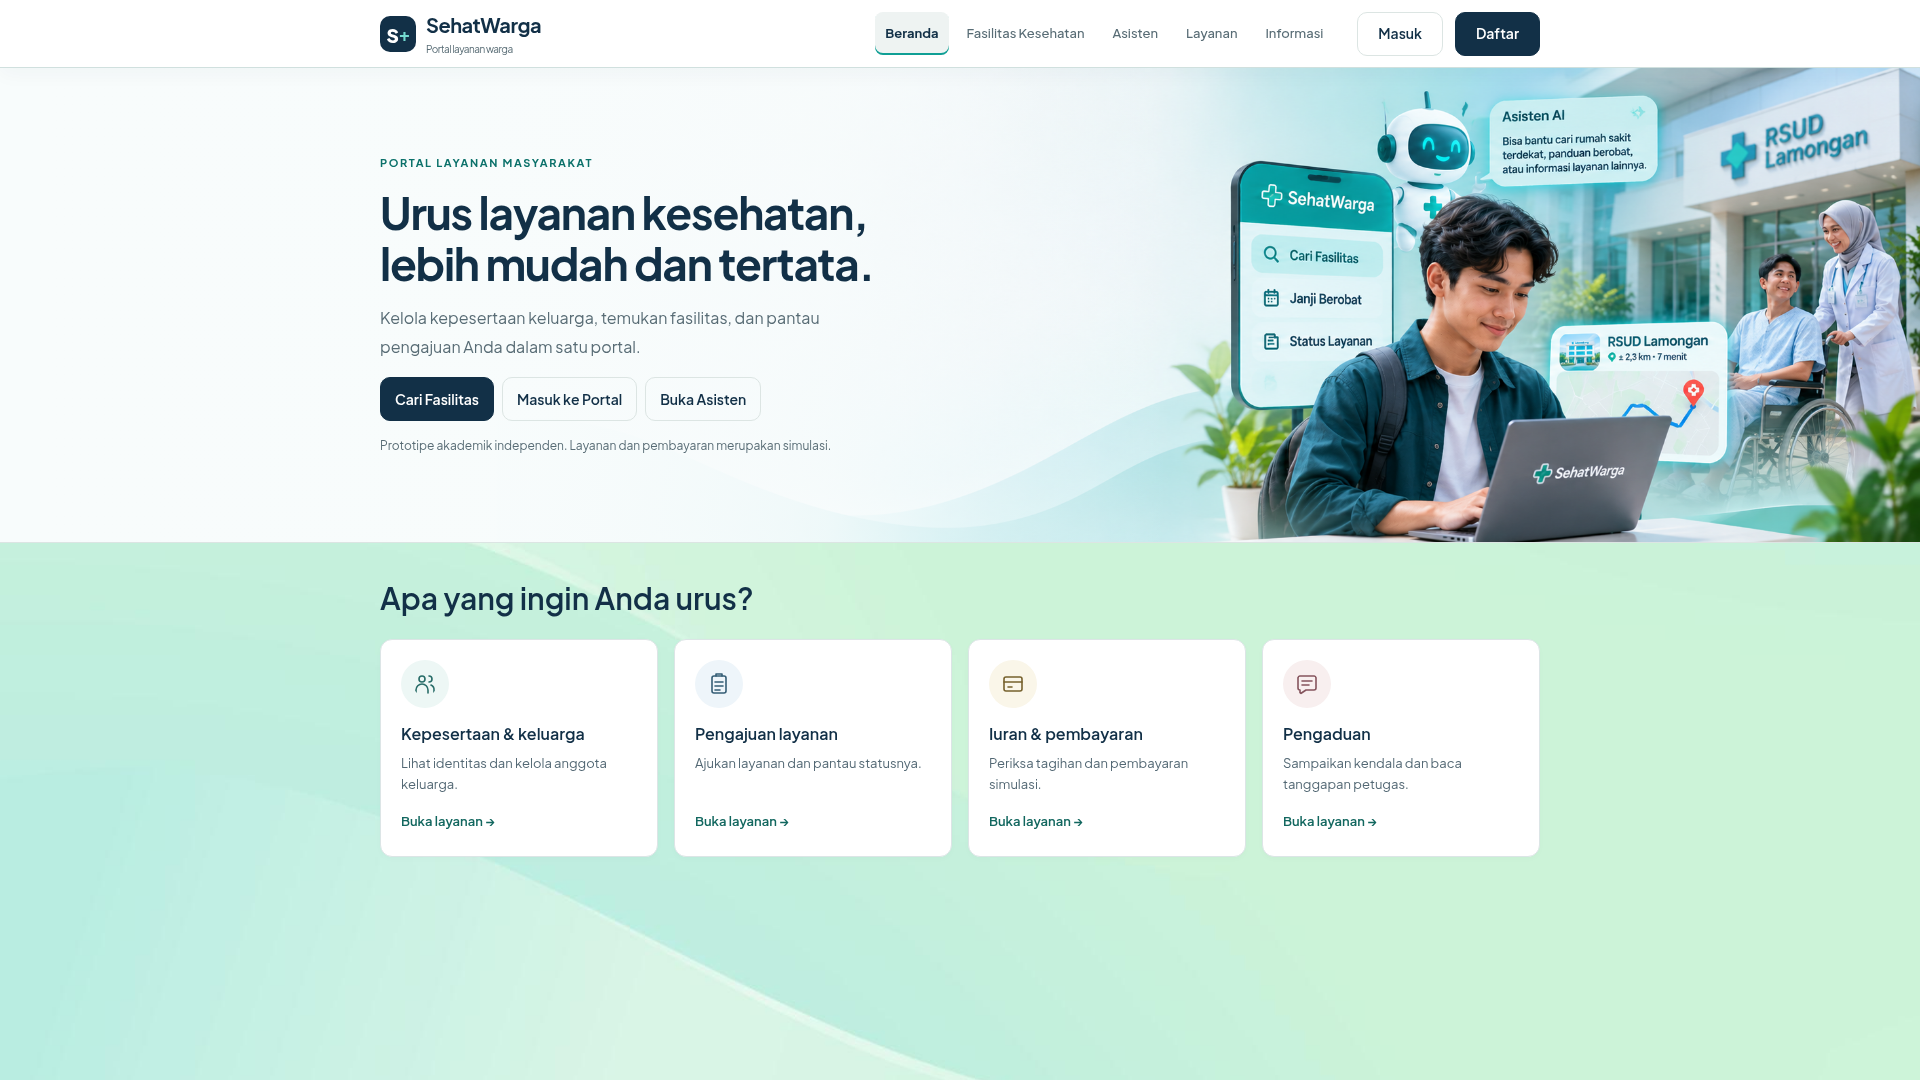 S+ SehatWarga
Portal layanan warga
Beranda
Fasilitas Kesehatan
Asisten
Layanan
Informasi
Masuk
Daftar
PORTAL LAYANAN MASYARAKAT
Urus layanan kesehatan,
lebih mudah dan tertata.
Kelola kepesertaan keluarga, temukan fasilitas, dan pantau
pengajuan Anda dalam satu portal.
Cari Fasilitas
Masuk ke Portal
Buka Asisten
Prototipe akademik independen. Layanan dan pembayaran merupakan simulasi.
SehatWarga
Cari Fasilitas
Janji Berobat
Status Layanan
Asisten AI
Bisa bantu cari rumah sakit
terdekat, panduan berobat,
atau informasi layanan lainnya.
RSUD
Lamongan
RSUD Lamongan
± 2,3 km • 7 menit
SehatWarga
Apa yang ingin Anda urus?
Kepesertaan & keluarga
Lihat identitas dan kelola anggota
keluarga.
Buka layanan →
Pengajuan layanan
Ajukan layanan dan pantau statusnya.
Buka layanan →
Iuran & pembayaran
Periksa tagihan dan pembayaran
simulasi.
Buka layanan →
Pengaduan
Sampaikan kendala dan baca
tanggapan petugas.
Buka layanan →